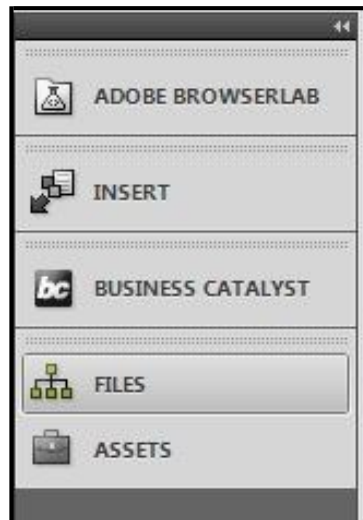 ADOBE BROWSERLAB
INSERT
bc BUSINESS CATALYST
FILES
ASSETS